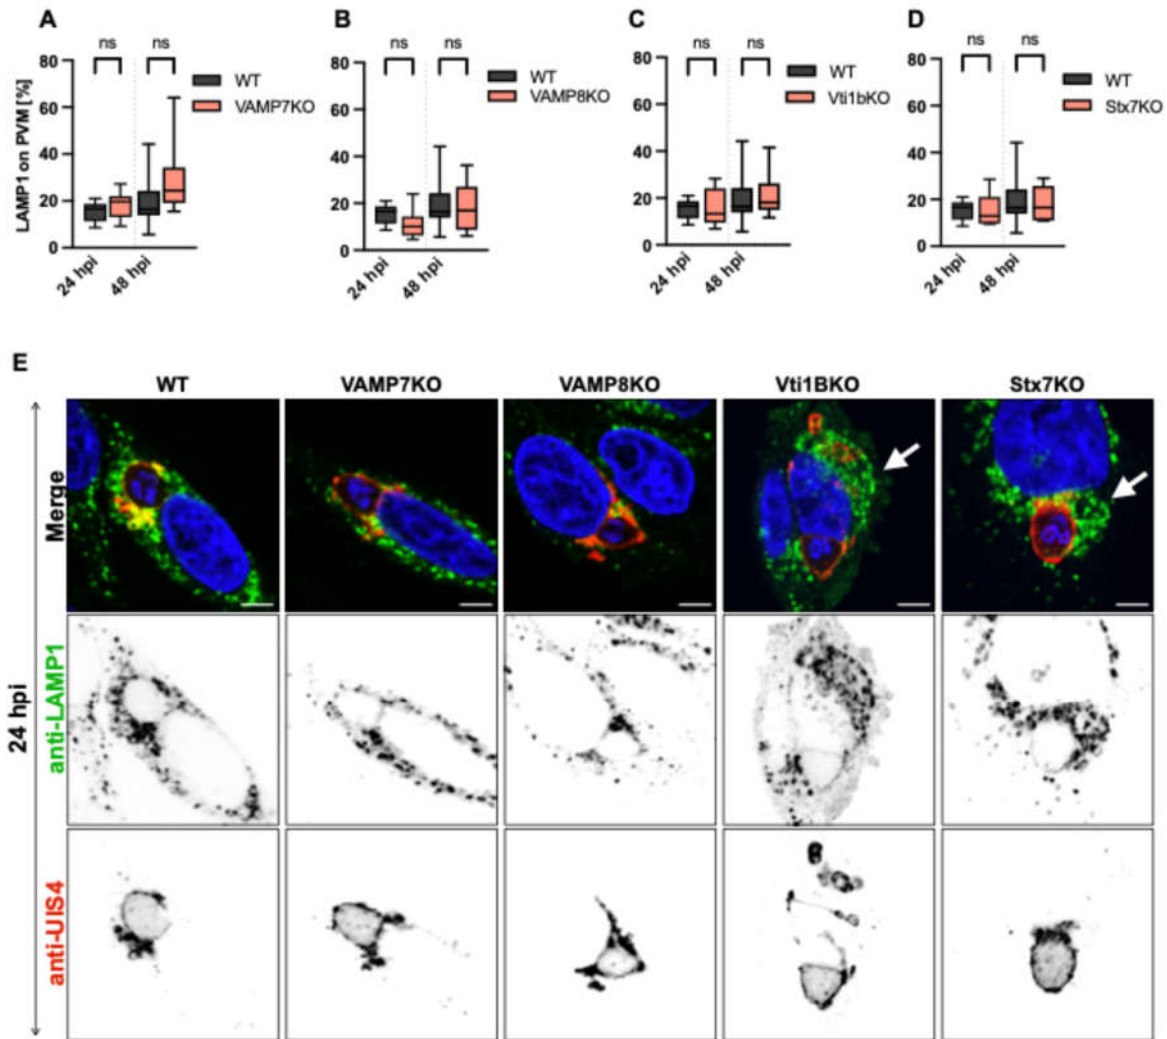 A
ns ns
80
60
40
20
0
LAMP1 on PVM [%]
24 hpi
48 hpi
WT
VAMP7KO
B
ns ns
80
60
40
20
0
24 hpi
48 hpi
WT
VAMP8KO
C
ns ns
80
60
40
20
0
24 hpi
48 hpi
WT
Vti1bKO
D
ns ns
80
60
40
20
0
24 hpi
48 hpi
WT
Stx7KO
E
WT VAMP7KO VAMP8KO Vti1BKO Stx7KO
24 hpi
Merge
anti-LAMP1
anti-UIS4